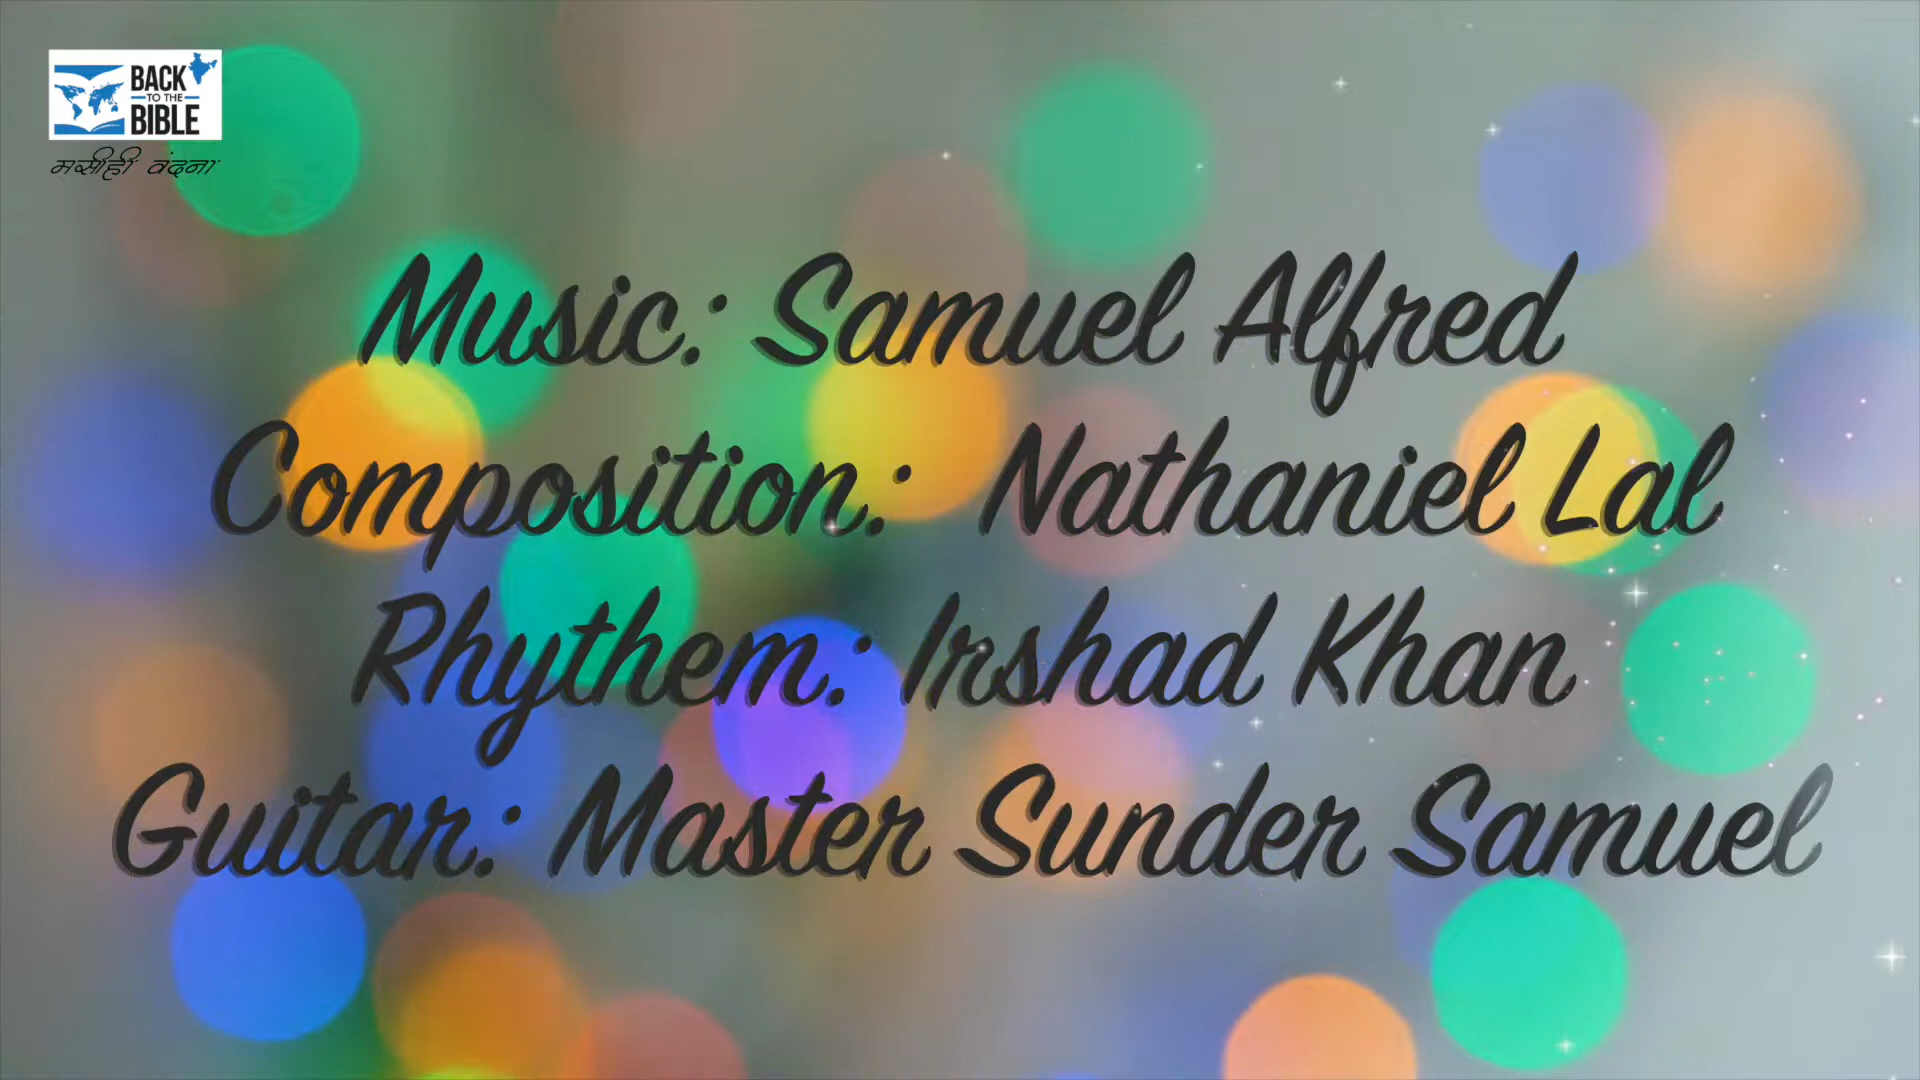 BACK
TO THE
BIBLE
मसीही वंदना
Music: Samuel Alfred
Composition: Nathaniel Lal
Rhythem: Irshad Khan
Guitar: Master Sunder Samuel